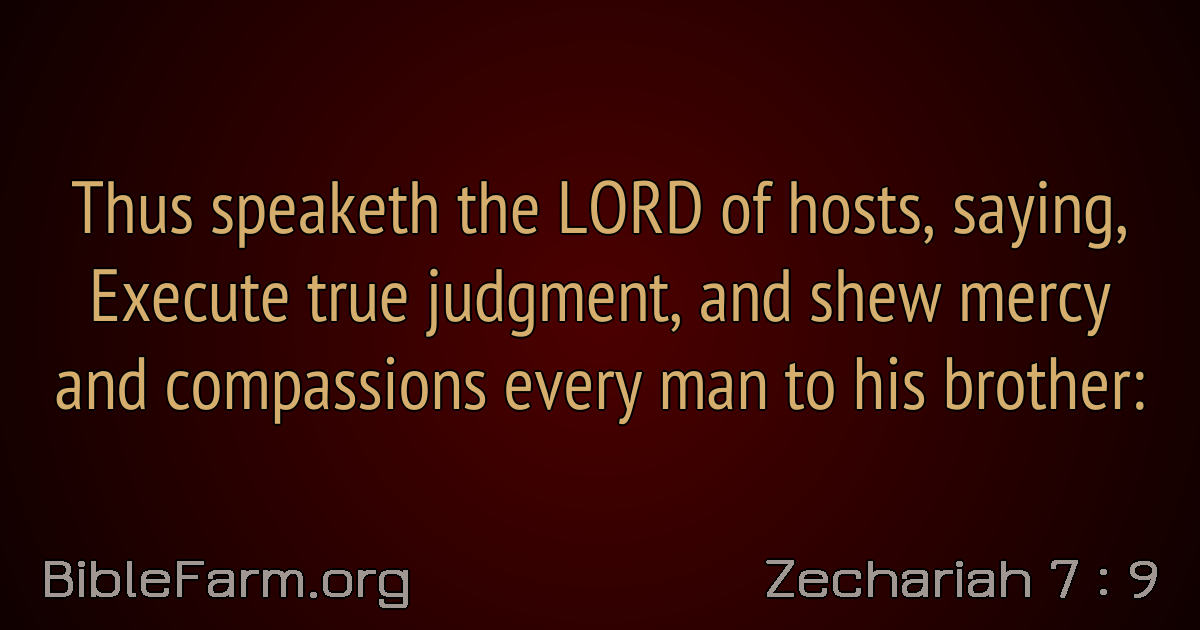 Thus speaketh the LORD of hosts, saying,
Execute true judgment, and shew mercy
and compassions every man to his brother:
BibleFarm.org
Zechariah 7 : 9